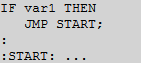 IF var1 THEN
JMP START;
:
:START: ...